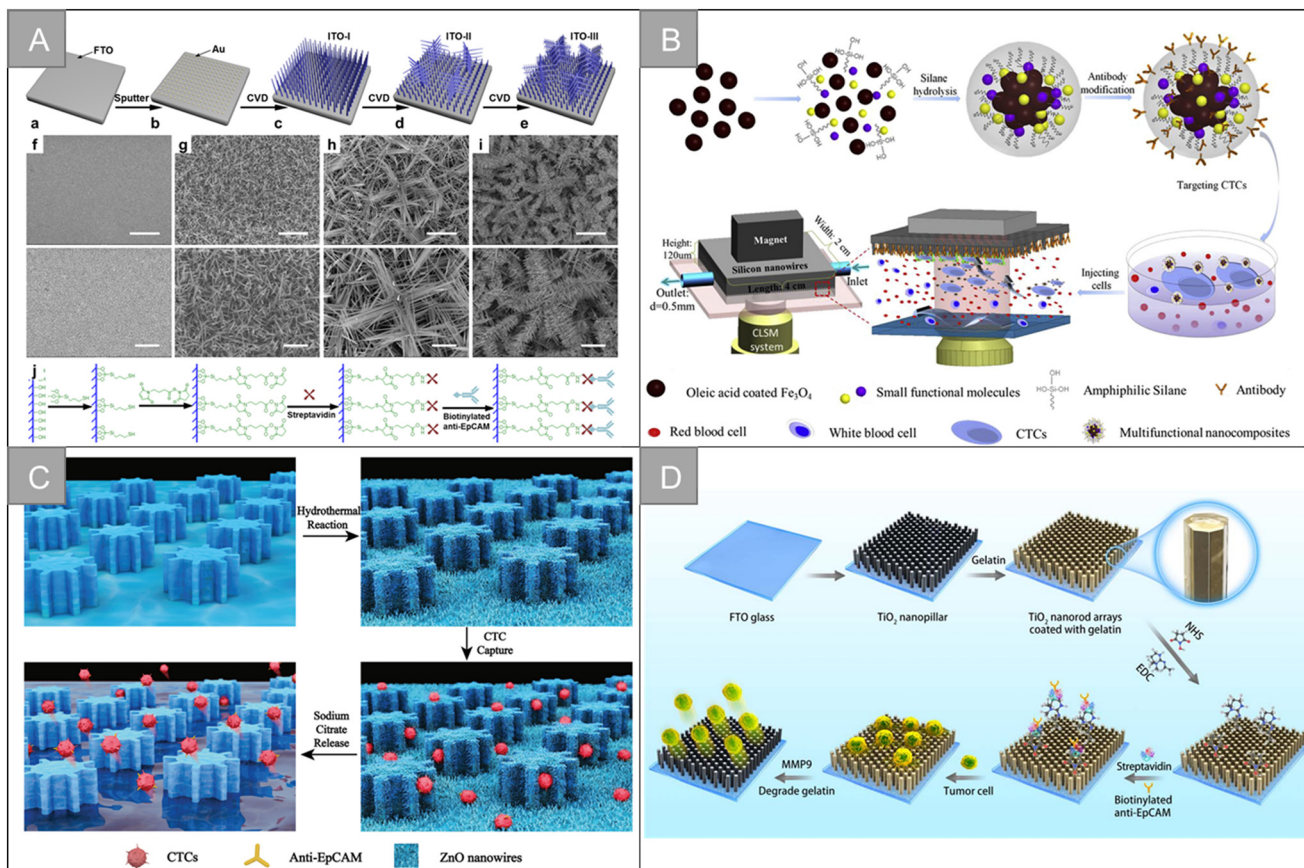 A
FTO
Au
ITO-I
ITO-II
ITO-III
Sputter
CVD
CVD
CVD
a
b
c
d
e
f
g
h
i
j
Streptavidin
Biotinylated
anti-EpCAM
B
Silane
hydrolysis
Antibody
modification
Targeting CTCs
Magnet
Width: 2 cm
Height:
120um
Silicon nanowires
Length: 4 cm
Inlet
Outlet:
d=0.5mm
CLSM
system
Injecting
cells
Oleic acid coated Fe3O4
Small functional molecules
Amphiphilic Silane
Antibody
Red blood cell
White blood cell
CTCs
Multifunctional nanocomposites
C
Hydrothermal
Reaction
CTC
Capture
Sodium
Citrate
Release
CTCs
Anti-EpCAM
ZnO nanowires
D
FTO glass
TiO2 nanopillar
Gelatin
TiO2 nanorod arrays
coated with gelatin
NHS
EDC
Streptavidin
Biotinylated
anti-EpCAM
Tumor cell
MMP9
Degrade gelatin